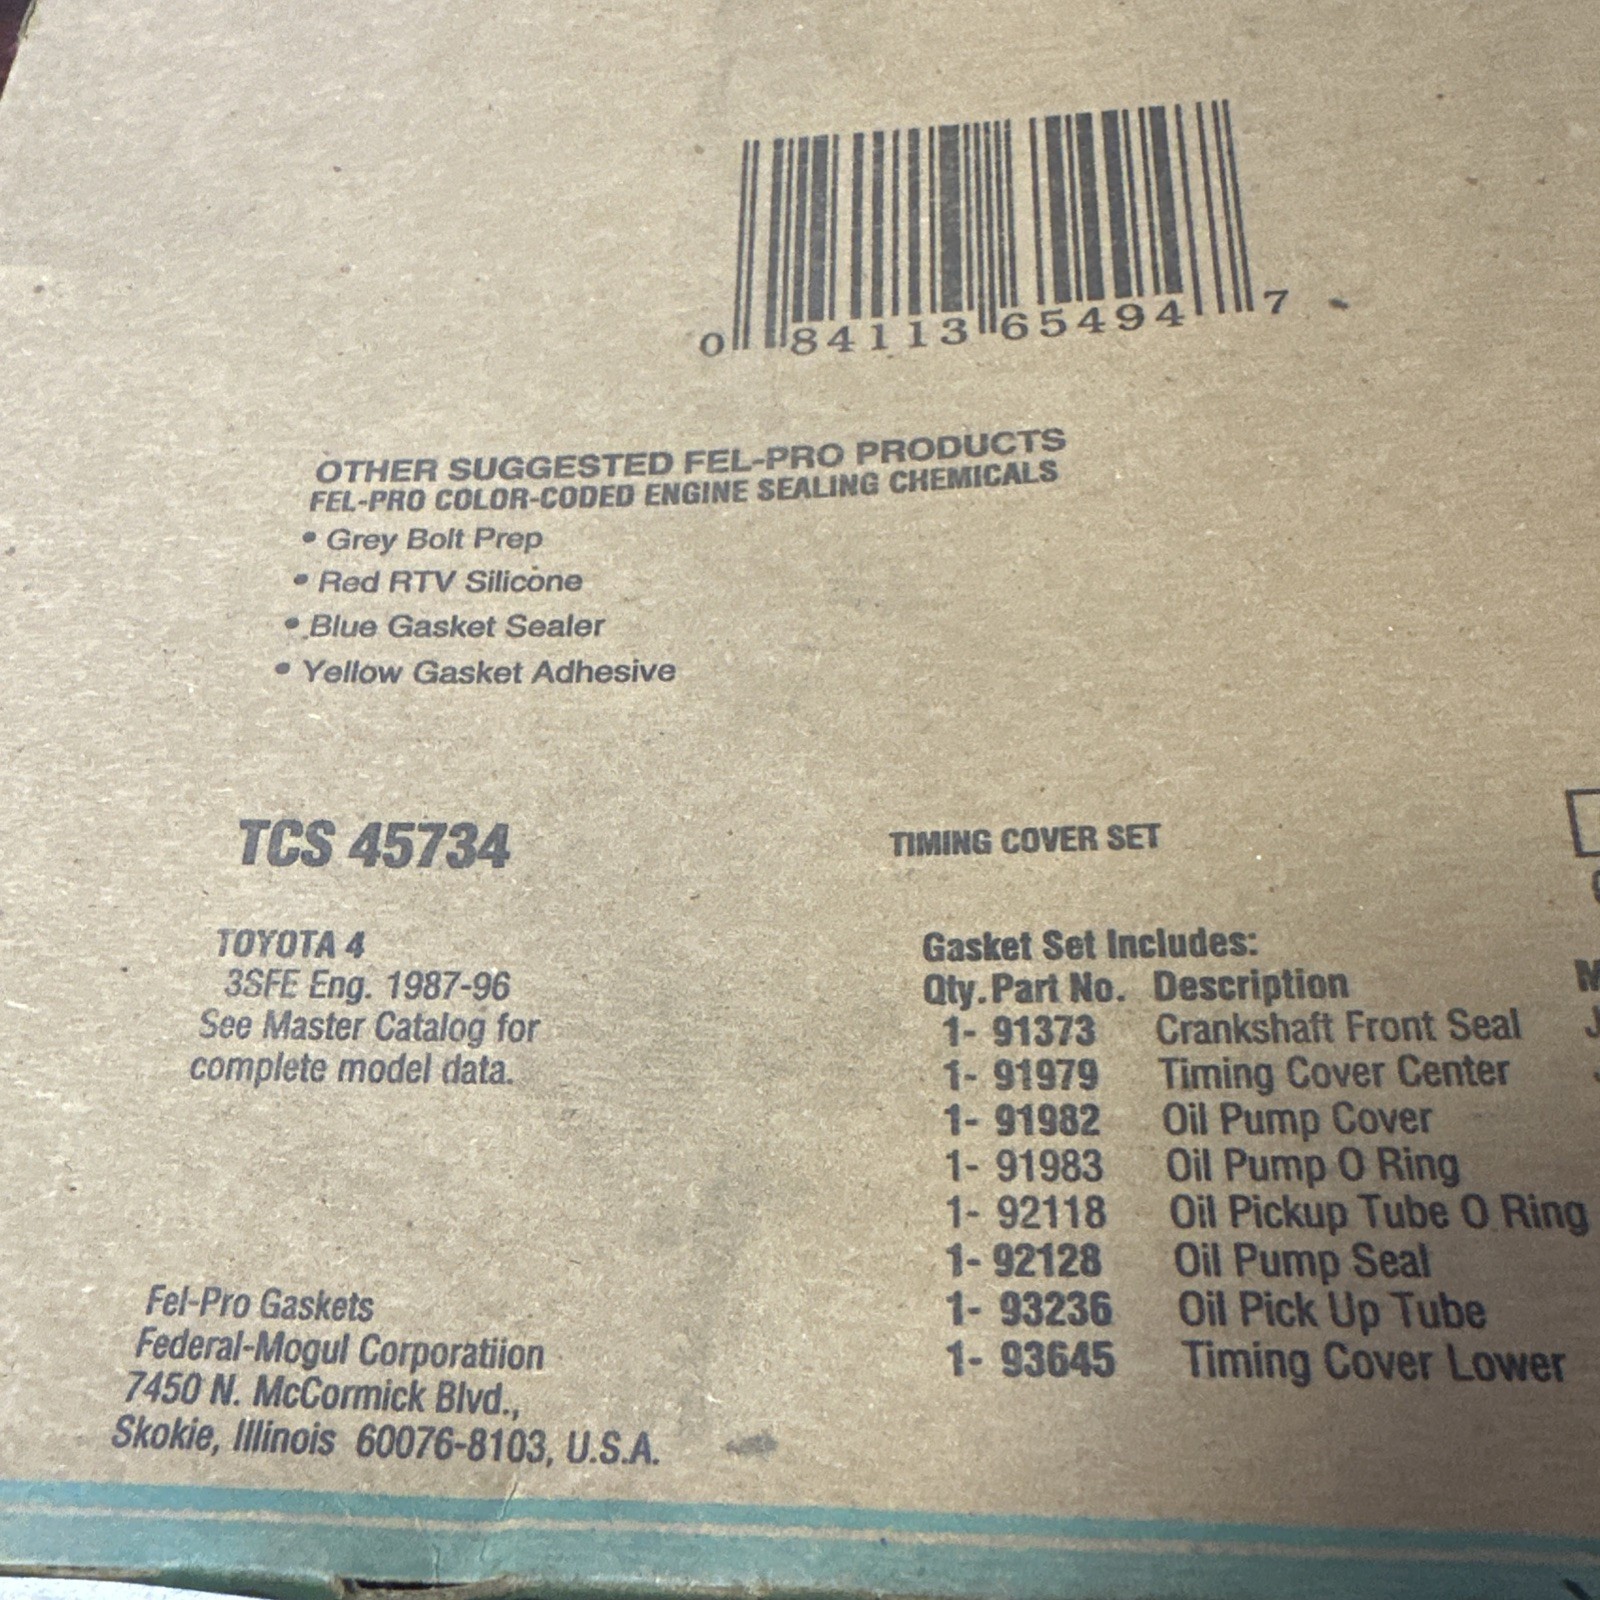 0 84113 65494 7
OTHER SUGGESTED FEL-PRO PRODUCTS
FEL-PRO COLOR-CODED ENGINE SEALING CHEMICALS
• Grey Bolt Prep
• Red RTV Silicone
• Blue Gasket Sealer
• Yellow Gasket Adhesive
TCS 45734
TOYOTA 4
3SFE Eng. 1987-96
See Master Catalog for
complete model data.
Fel-Pro Gaskets
Federal-Mogul Corporatiion
7450 N. McCormick Blvd.,
Skokie, Illinois 60076-8103, U.S.A.
TIMING COVER SET
Gasket Set Includes:
Qty. Part No. Description
1- 91373 Crankshaft Front Seal
1- 91979 Timing Cover Center
1- 91982 Oil Pump Cover
1- 91983 Oil Pump O Ring
1- 92118 Oil Pickup Tube O Ring
1- 92128 Oil Pump Seal
1- 93236 Oil Pick Up Tube
1- 93645 Timing Cover Lower